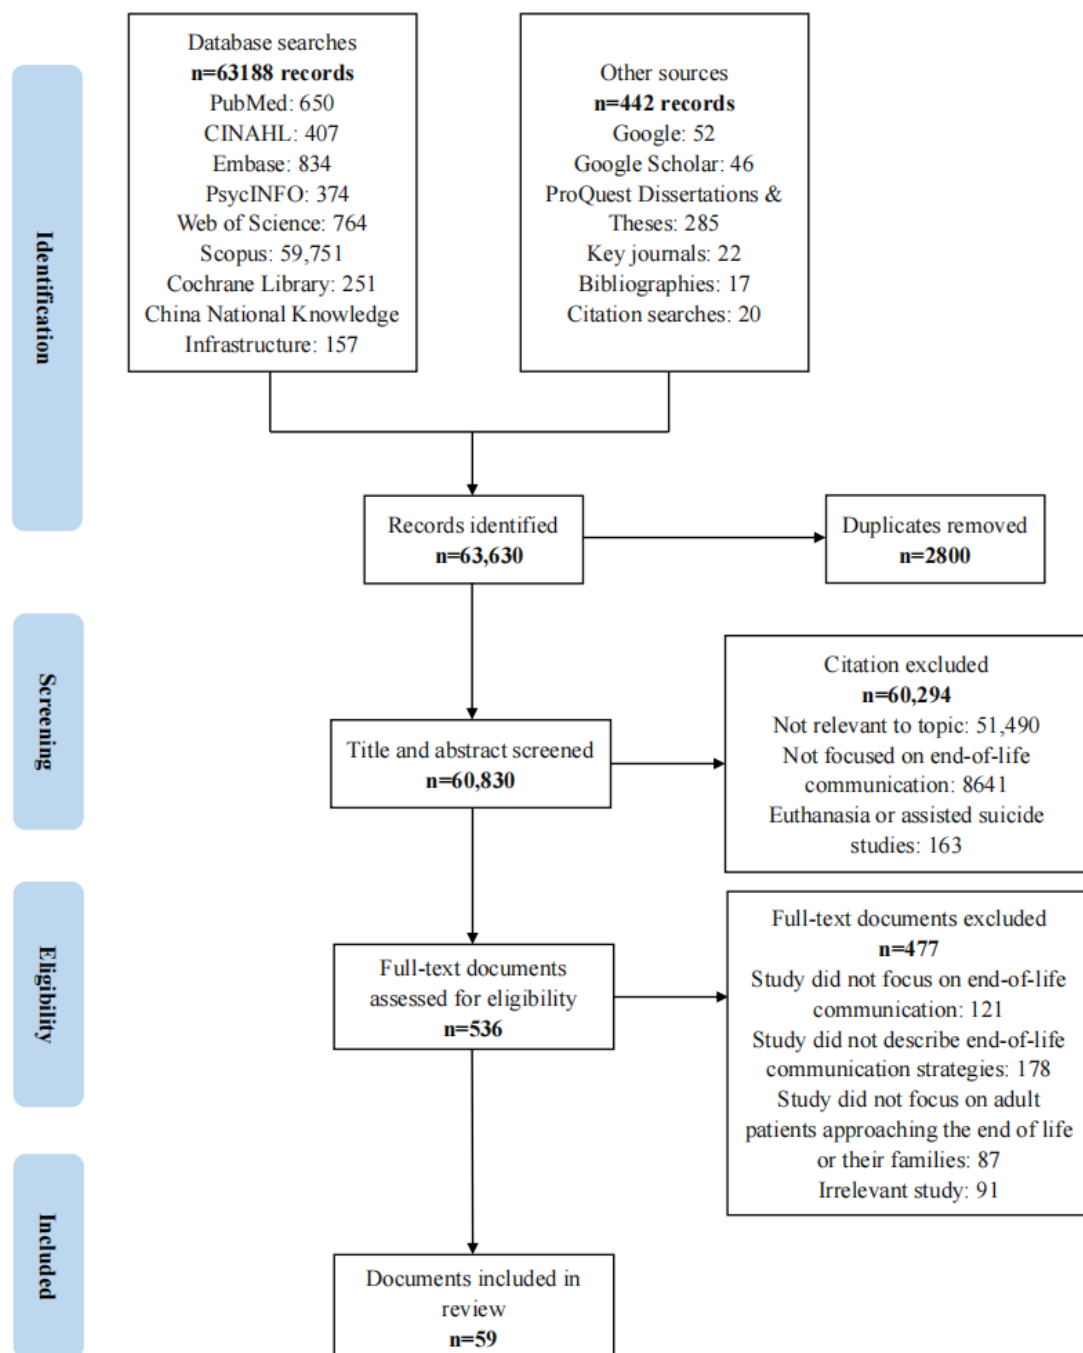 Identification
Database searches
n=63188 records
PubMed: 650
CINAHL: 407
Embase: 834
PsycINFO: 374
Web of Science: 764
Scopus: 59,751
Cochrane Library: 251
China National Knowledge
Infrastructure: 157
Other sources
n=442 records
Google: 52
Google Scholar: 46
ProQuest Dissertations &
Theses: 285
Key journals: 22
Bibliographies: 17
Citation searches: 20
Records identified
n=63,630
Duplicates removed
n=2800
Screening
Title and abstract screened
n=60,830
Citation excluded
n=60,294
Not relevant to topic: 51,490
Not focused on end-of-life
communication: 8641
Euthanasia or assisted suicide
studies: 163
Eligibility
Full-text documents
assessed for eligibility
n=536
Full-text documents excluded
n=477
Study did not focus on end-of-life
communication: 121
Study did not describe end-of-life
communication strategies: 178
Study did not focus on adult
patients approaching the end of life
or their families: 87
Irrelevant study: 91
Included
Documents included in
review
n=59